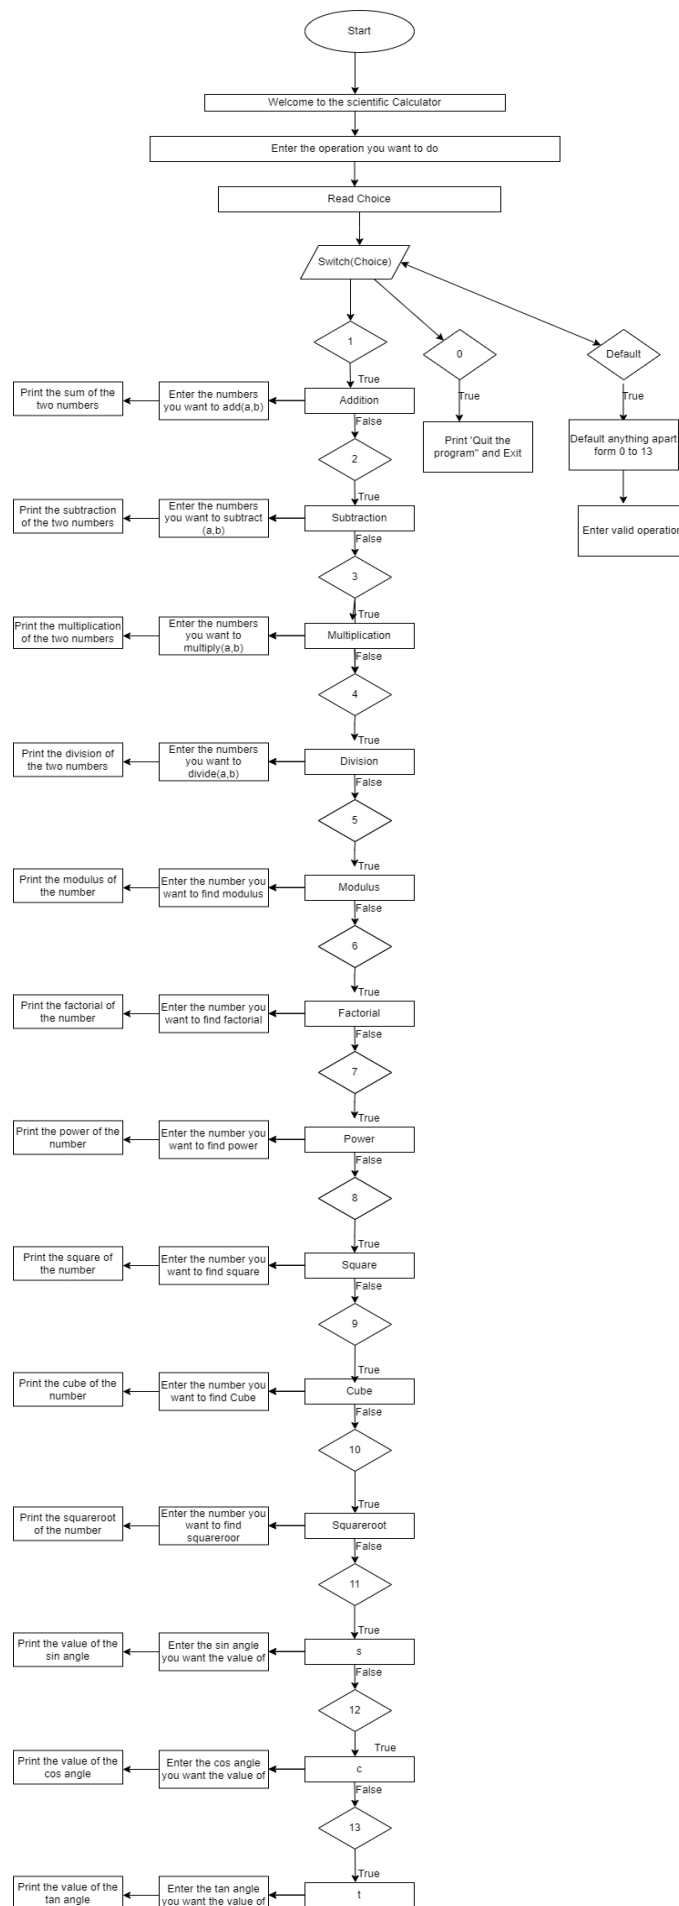 Start
Welcome to the scientific Calculator
Enter the operation you want to do
Read Choice
Switch(Choice)
1
0
Default
True
True
True
Print the sum of the
two numbers
Enter the numbers
you want to add(a,b)
Addition
False
Print 'Quit the
program" and Exit
Default anything apart
form 0 to 13
2
True
Print the subtraction
of the two numbers
Enter the numbers
you want to subtract
(a,b)
Subtraction
False
Enter valid operation
3
True
Print the multiplication
of the two numbers
Enter the numbers
you want to
multiply(a,b)
Multiplication
False
4
True
Print the division of
the two numbers
Enter the numbers
you want to
divide(a,b)
Division
False
5
True
Print the modulus of
the number
Enter the number you
want to find modulus
Modulus
False
6
True
Print the factorial of
the number
Enter the number you
want to find factorial
Factorial
False
7
True
Print the power of the
number
Enter the number you
want to find power
Power
False
8
True
Print the square of
the number
Enter the number you
want to find square
Square
False
9
True
Print the cube of the
number
Enter the number you
want to find Cube
Cube
False
10
True
Print the squareroot
of the number
Enter the number you
want to find
squareroor
Squareroot
False
11
True
Print the value of the
sin angle
Enter the sin angle
you want the value of
s
False
12
True
Print the value of the
cos angle
Enter the cos angle
you want the value of
c
False
13
True
Print the value of the
tan angle
Enter the tan angle
you want the value of
t